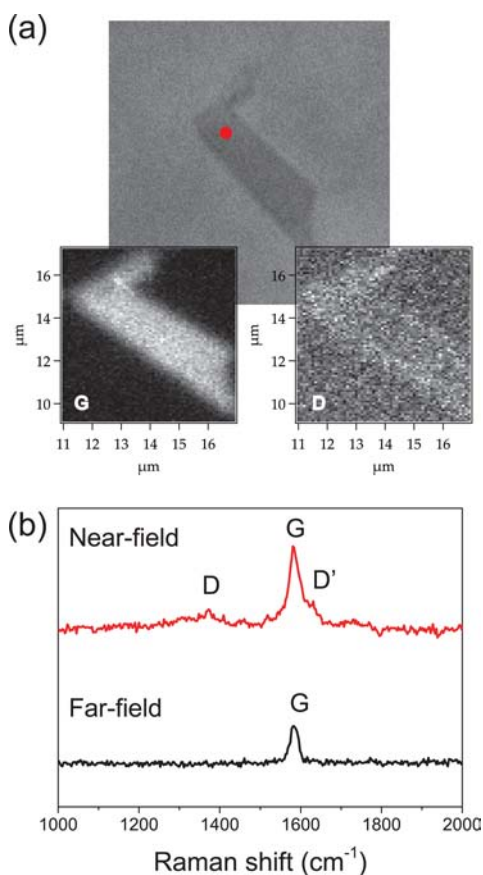 (a)
16
14
12
10
μm
G
11 12 13 14 15 16
μm
16
14
12
10
μm
D
11 12 13 14 15 16
μm
(b)
Near-field
G
D
D'
Far-field
G
1000 1200 1400 1600 1800 2000
Raman shift (cm⁻¹)